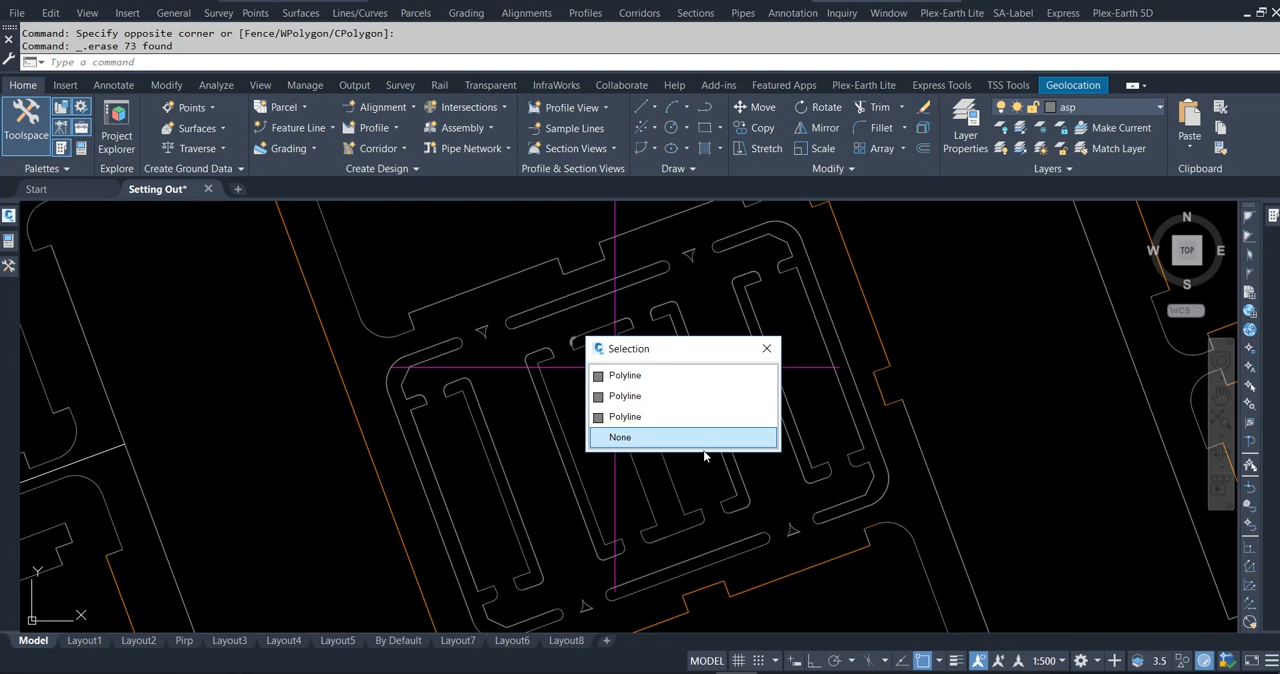 File Edit View Insert General Survey Points Surfaces Lines/Curves Parcels Grading Alignments Profiles Corridors Sections Pipes Annotation Inquiry Window Plex-Earth Lite SA-Label Express Plex-Earth 5D
Command: Specify opposite corner or [Fence/WPolygon/CPolygon]:
Command: _.erase 73 found
Type a command
Home Insert Annotate Modify Analyze View Manage Output Survey Rail Transparent InfraWorks Collaborate Help Add-ins Featured Apps Plex-Earth Lite Express Tools TSS Tools Geolocation
Points Parcel Alignment Intersections Profile View Move Rotate Trim asp
Toolspace Project Explorer Surfaces Feature Line Profile Assembly Sample Lines Copy Mirror Fillet Layer Properties Make Current Paste
Traverse Grading Corridor Pipe Network Section Views Stretch Scale Array Match Layer
Palettes Explore Create Ground Data Create Design Profile & Section Views Draw Modify Layers Clipboard
Start Setting Out* +
N
W TOP E
S
WCS
Selection
Polyline
Polyline
Polyline
None
Y
X
Model Layout1 Layout2 Pirp Layout3 Layout4 Layout5 By Default Layout7 Layout6 Layout8 +
MODEL 1:500 3.5